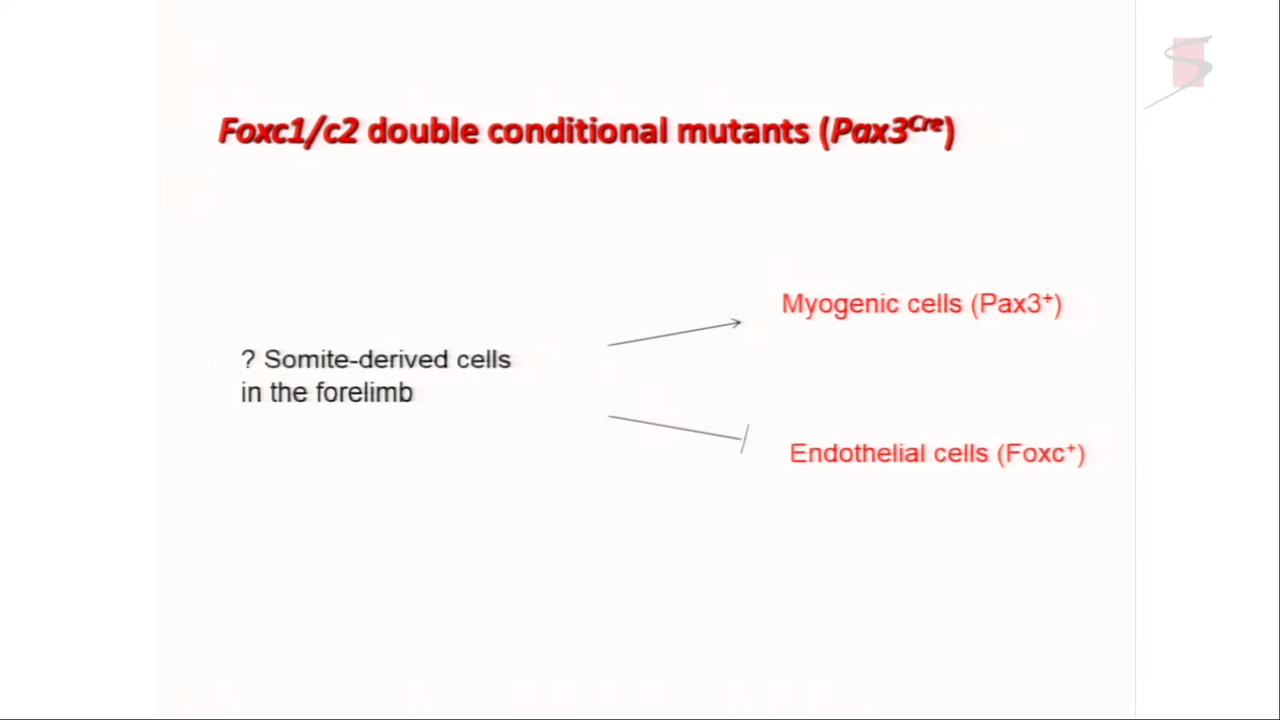 Foxc1/c2 double conditional mutants (Pax3ᶜʳᵉ)
Myogenic cells (Pax3⁺)
? Somite-derived cells
in the forelimb
Endothelial cells (Foxc⁺)